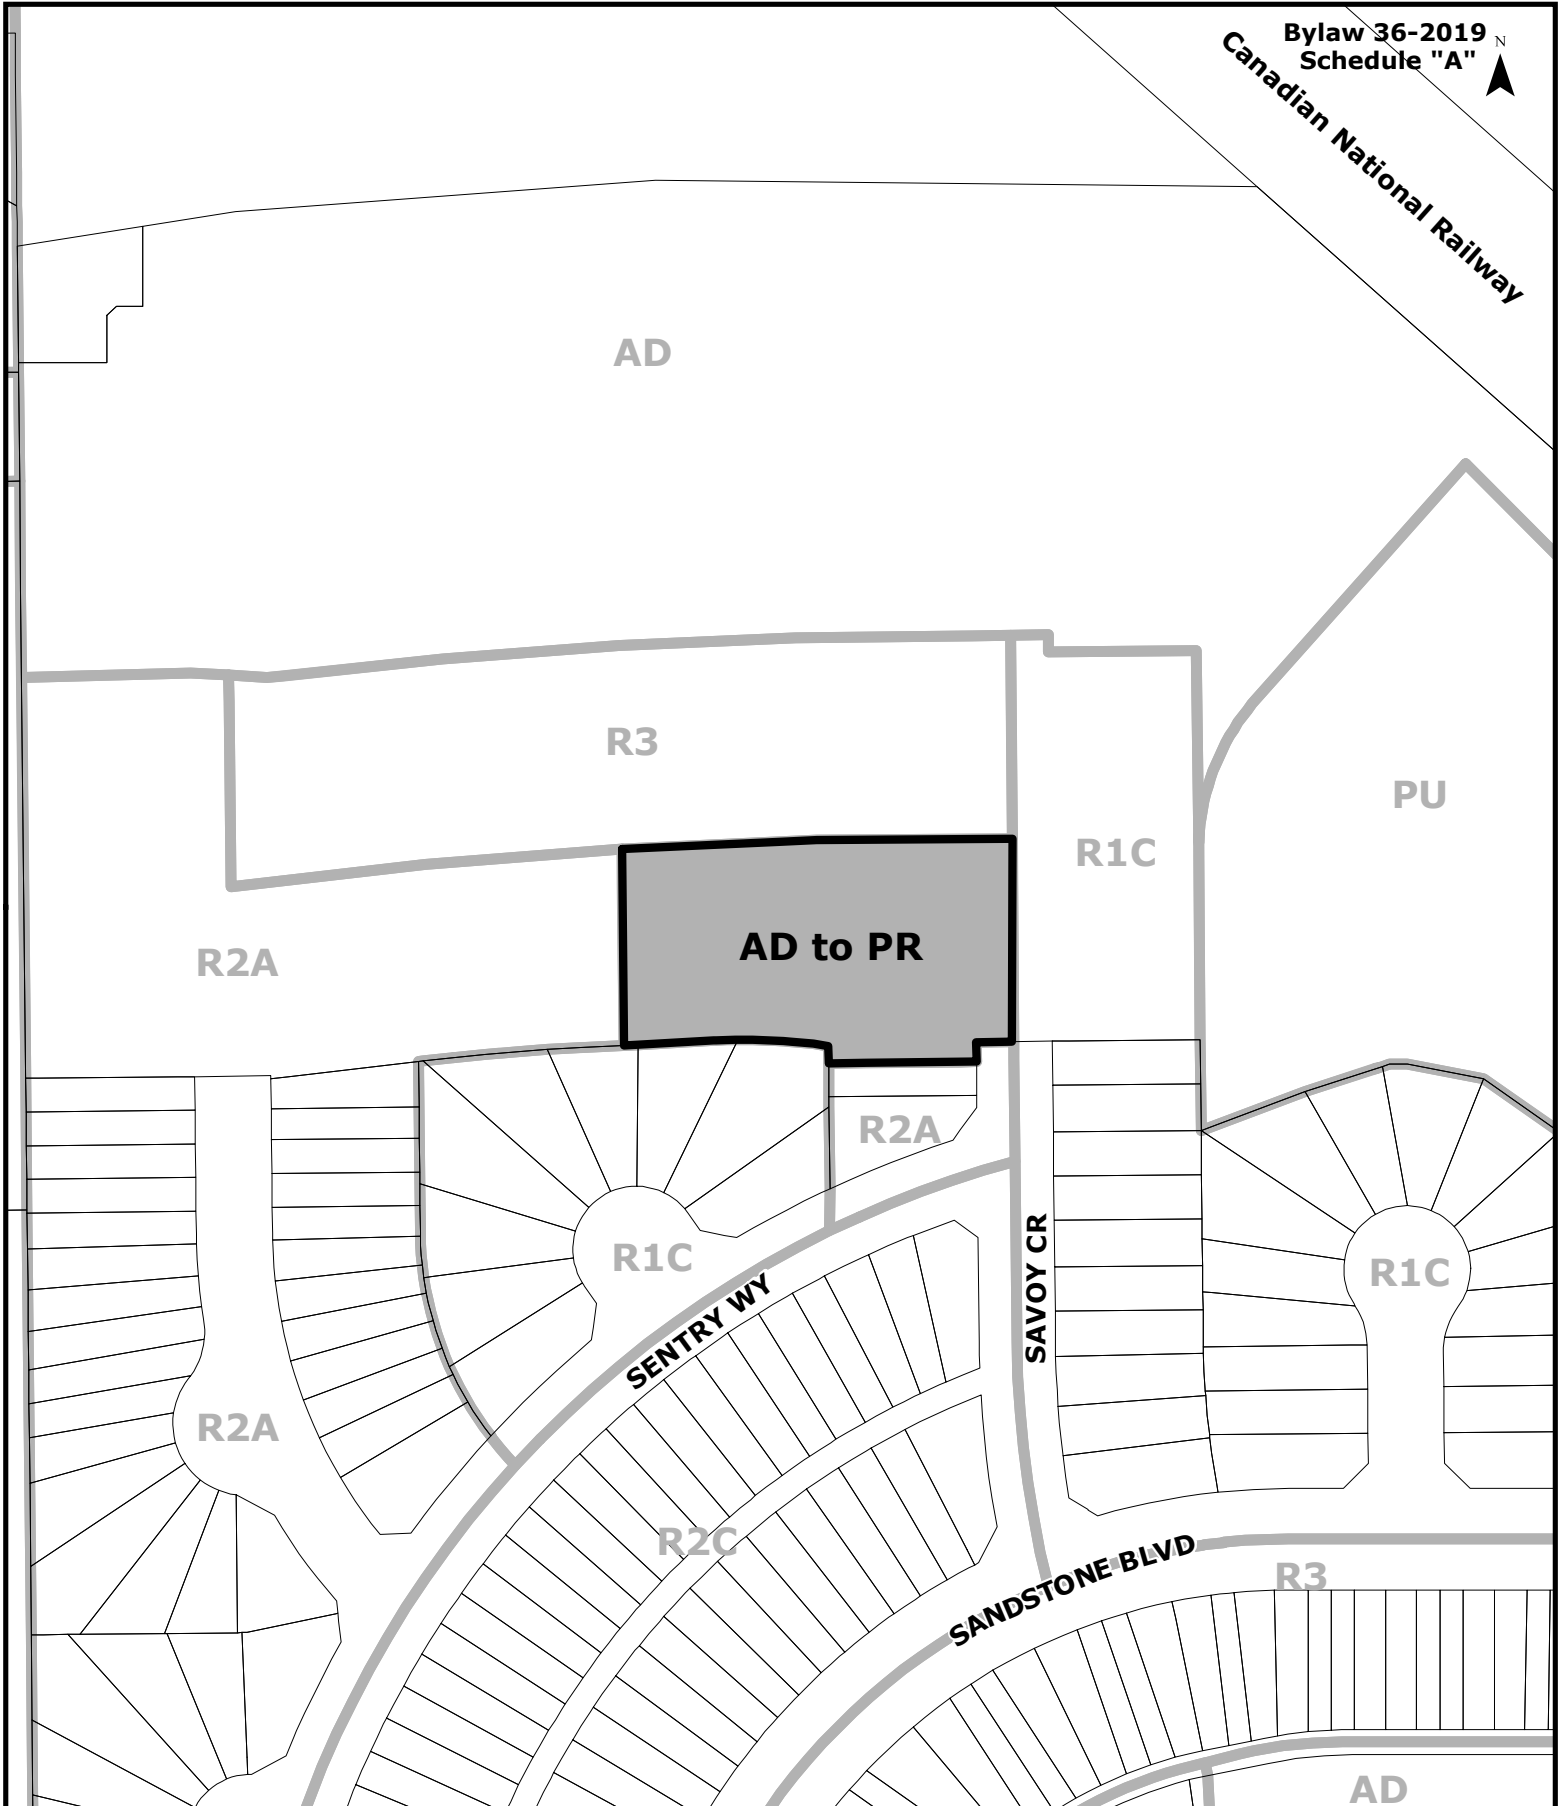 Bylaw 36-2019
Schedule "A"
N
Canadian National Railway
AD
R3
PU
R1C
AD to PR
R2A
R2A
R1C
R1C
SAVOY CR
SENTRY WY
R2A
R2C
SANDSTONE BLVD
R3
AD